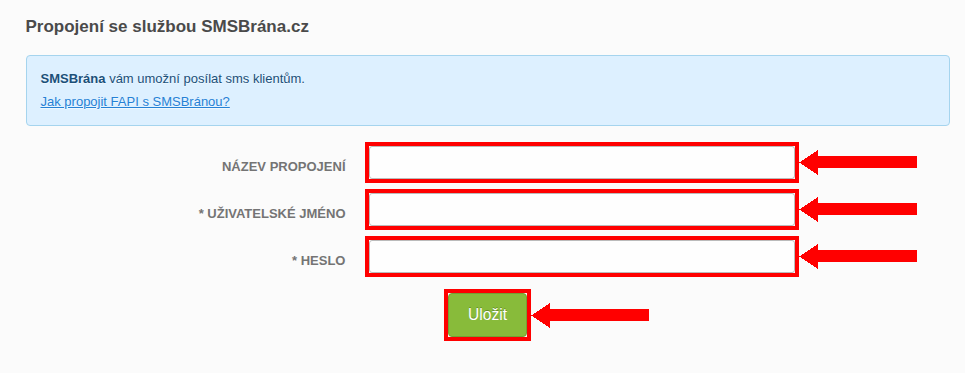 Propojení se službou SMSBrána.cz
SMSBrána vám umožní posílat sms klientům.
Jak propojit FAPI s SMSBránou?
NÁZEV PROPOJENÍ
* UŽIVATELSKÉ JMÉNO
* HESLO
Uložit